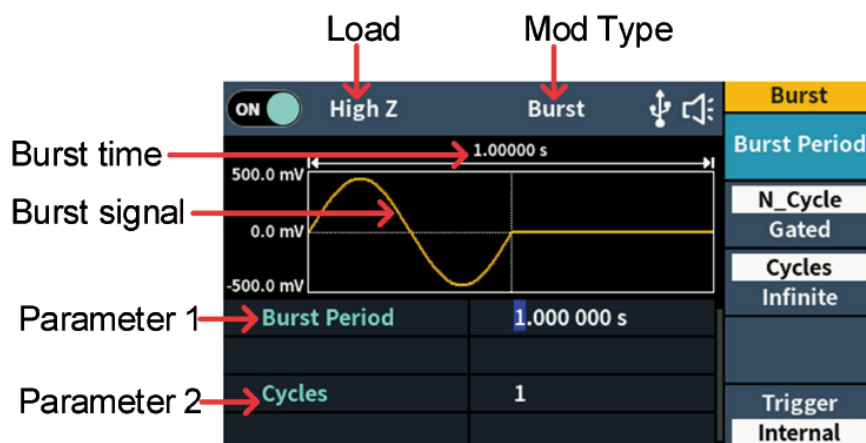 Load
Mod Type
ON
High Z
Burst
Burst
Burst time
1.00000 s
Burst Period
500.0 mV
Burst signal
N_Cycle
0.0 mV
Gated
Cycles
-500.0 mV
Infinite
Parameter 1
Burst Period
1.000 000 s
Parameter 2
Cycles
1
Trigger
Internal